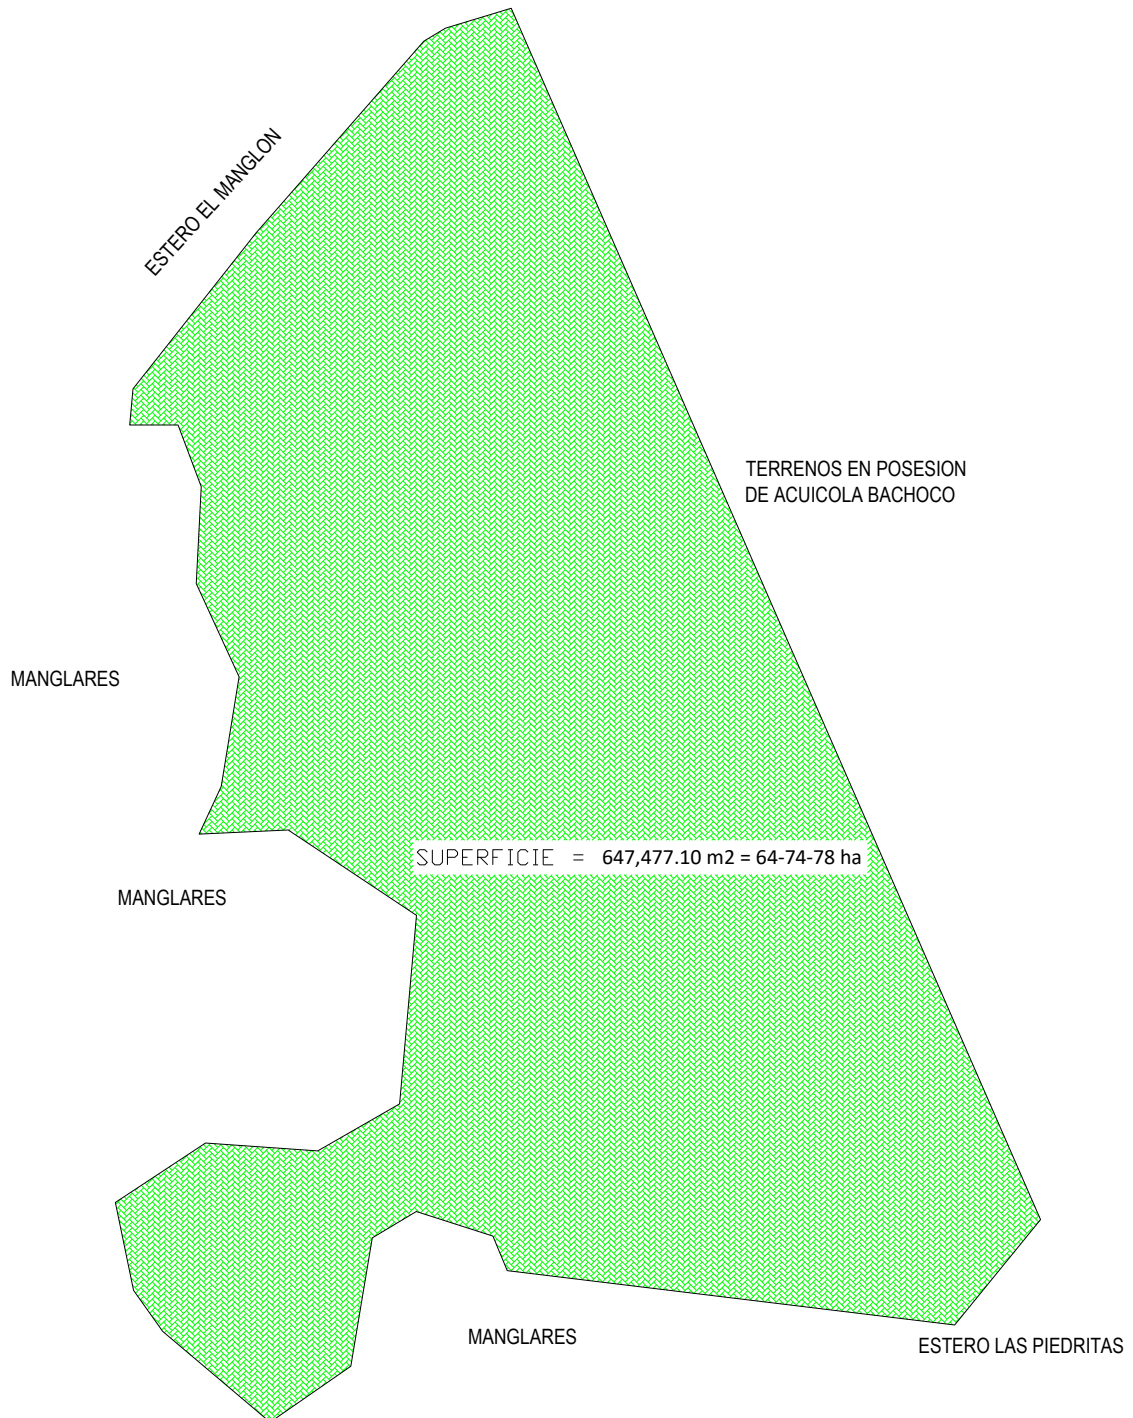 ESTERO EL MANGLON
TERRENOS EN POSESION
DE ACUICOLA BACHOCO
MANGLARES
SUPERFICIE = 647,477.10 m2 = 64-74-78 ha
MANGLARES
MANGLARES
ESTERO LAS PIEDRITAS